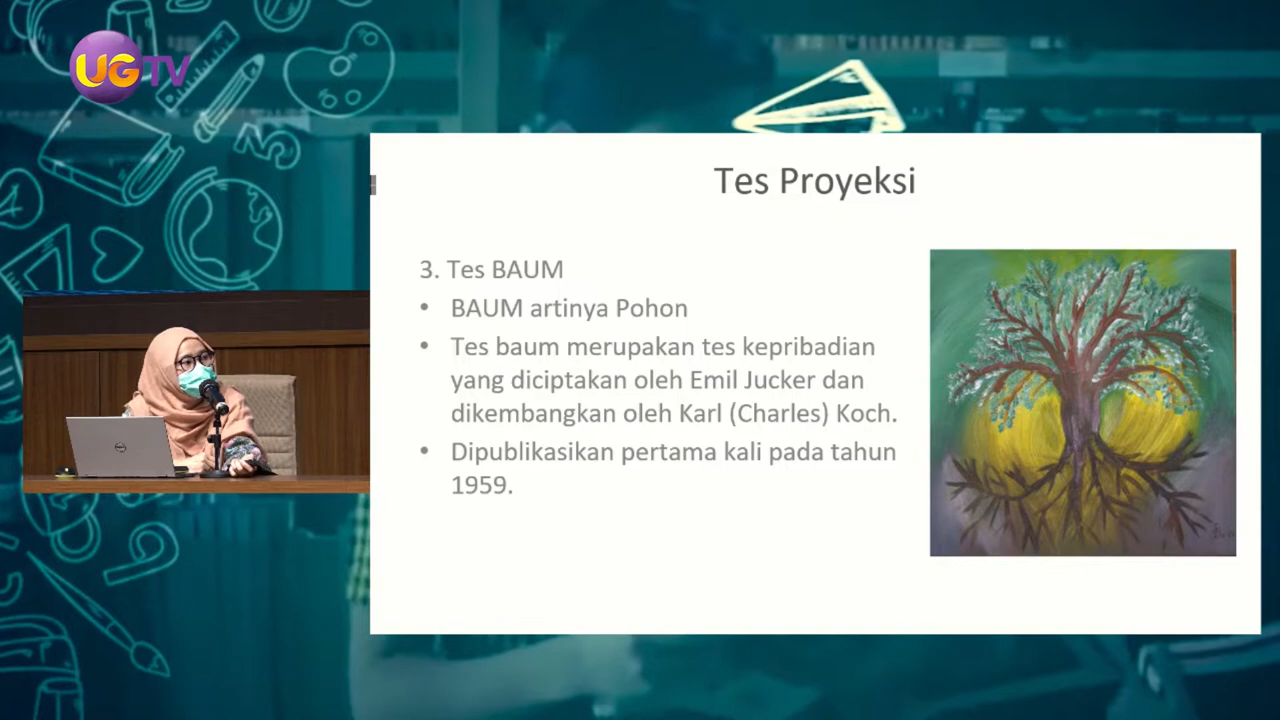 UGTV
Tes Proyeksi
3. Tes BAUM
• BAUM artinya Pohon
• Tes baum merupakan tes kepribadian
yang diciptakan oleh Emil Jucker dan
dikembangkan oleh Karl (Charles) Koch.
• Dipublikasikan pertama kali pada tahun
1959.